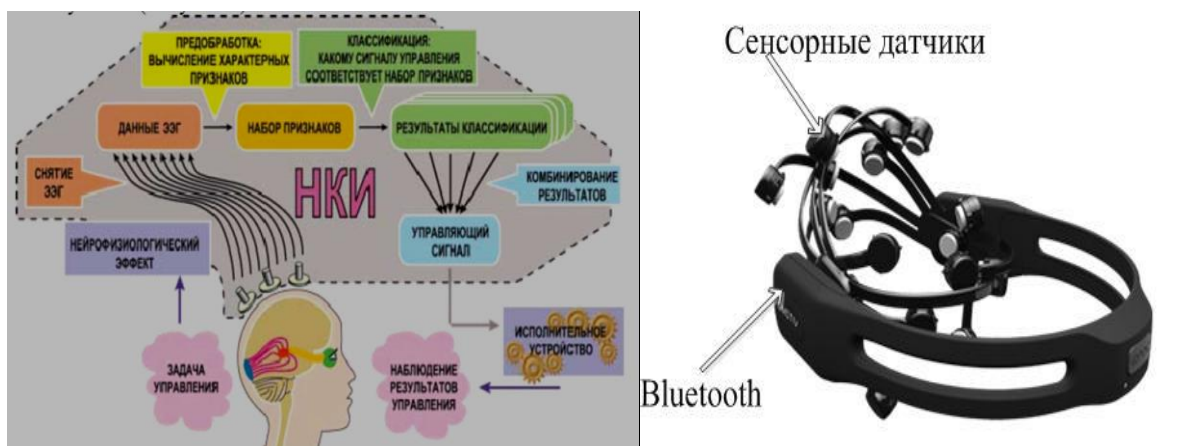 ПРЕДОБРАБОТКА:
ВЫЧИСЛЕНИЕ ХАРАКТЕРНЫХ
ПРИЗНАКОВ
КЛАССИФИКАЦИЯ:
КАКОМУ СИГНАЛУ УПРАВЛЕНИЯ
СООТВЕТСТВУЕТ НАБОР ПРИЗНАКОВ
ДАННЫЕ ЭЭГ
НАБОР ПРИЗНАКОВ
РЕЗУЛЬТАТЫ КЛАССИФИКАЦИИ
СНЯТИЕ
ЭЭГ
НКИ
КОМБИНИРОВАНИЕ
РЕЗУЛЬТАТОВ
НЕЙРОФИЗИОЛОГИЧЕСКИЙ
ЭФФЕКТ
УПРАВЛЯЮЩИЙ
СИГНАЛ
ИСПОЛНИТЕЛЬНОЕ
УСТРОЙСТВО
ЗАДАЧА
УПРАВЛЕНИЯ
НАБЛЮДЕНИЕ
РЕЗУЛЬТАТОВ
УПРАВЛЕНИЯ
Сенсорные датчики
Bluetooth